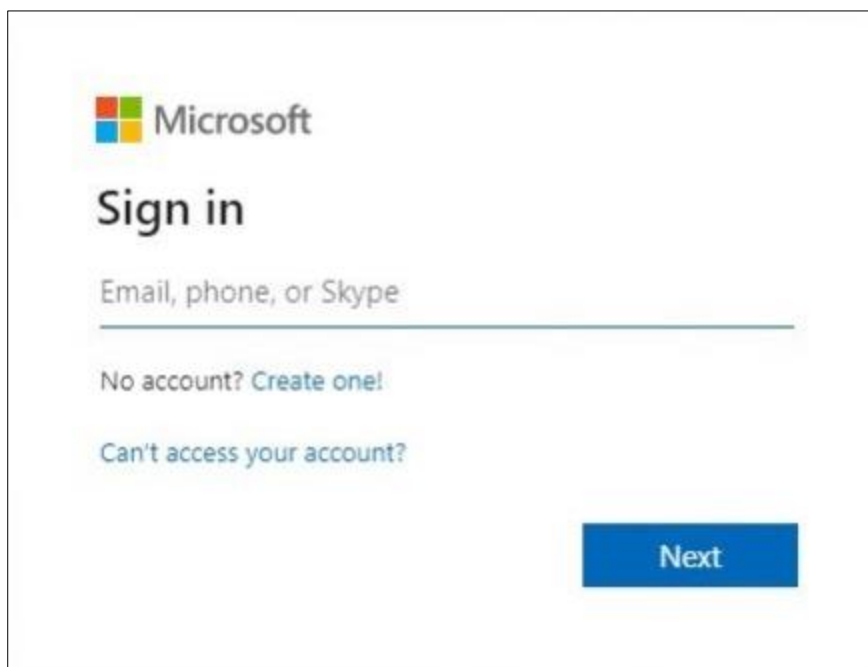 Microsoft
Sign in
Email, phone, or Skype
No account? Create one!
Can't access your account?
Next